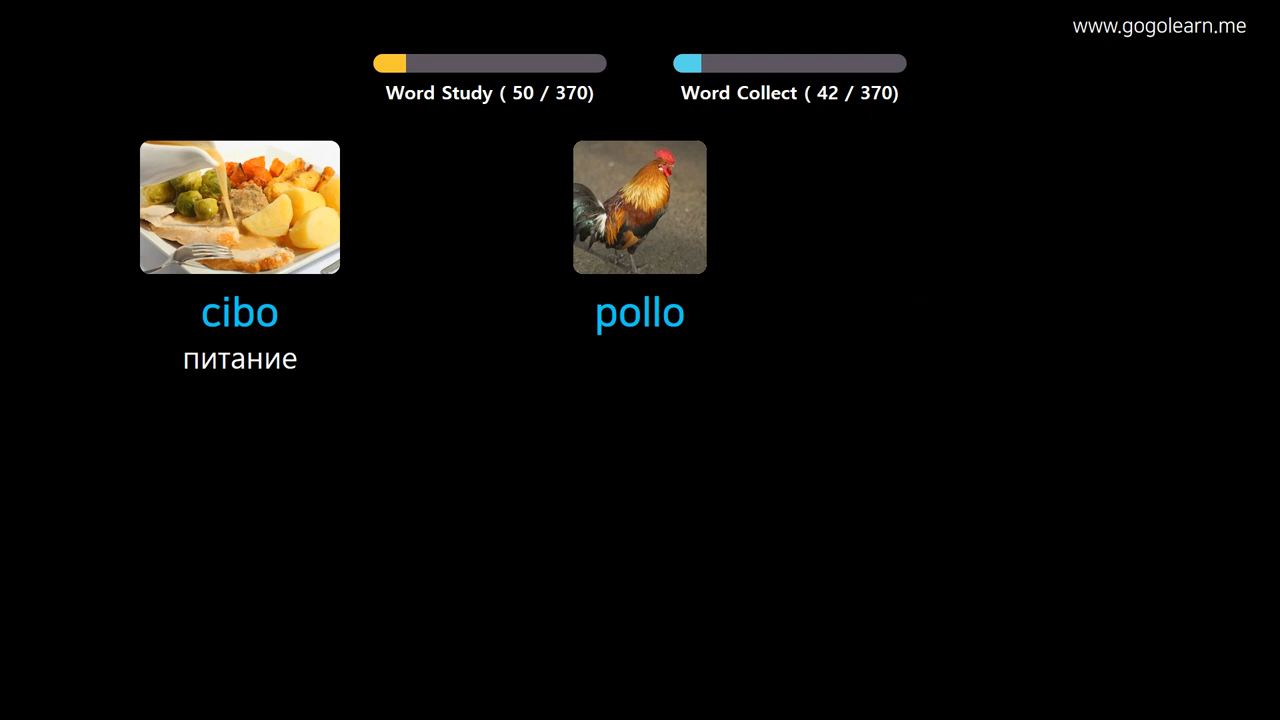 www.gogolearn.me
Word Study ( 50 / 370)
Word Collect ( 42 / 370)
cibo
питание
pollo